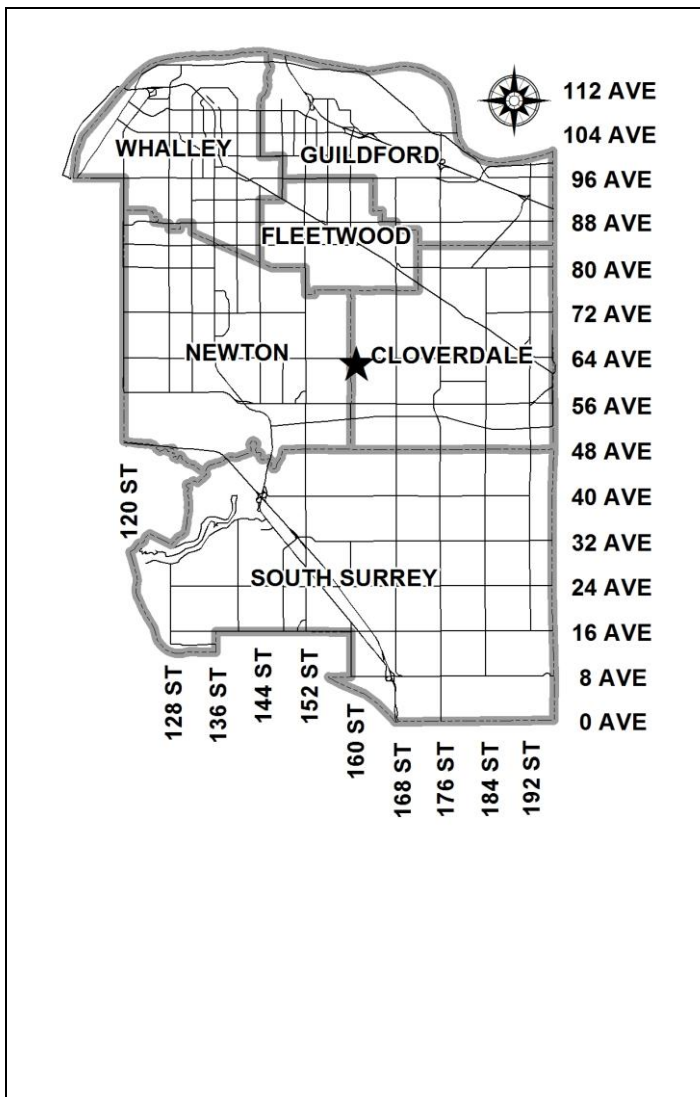 112 AVE
104 AVE
WHALLEY
GUILDFORD
96 AVE
88 AVE
FLEETWOOD
80 AVE
72 AVE
NEWTON
CLOVERDALE
64 AVE
56 AVE
48 AVE
120 ST
40 AVE
32 AVE
SOUTH SURREY
24 AVE
16 AVE
8 AVE
0 AVE
128 ST
136 ST
144 ST
152 ST
160 ST
168 ST
176 ST
184 ST
192 ST